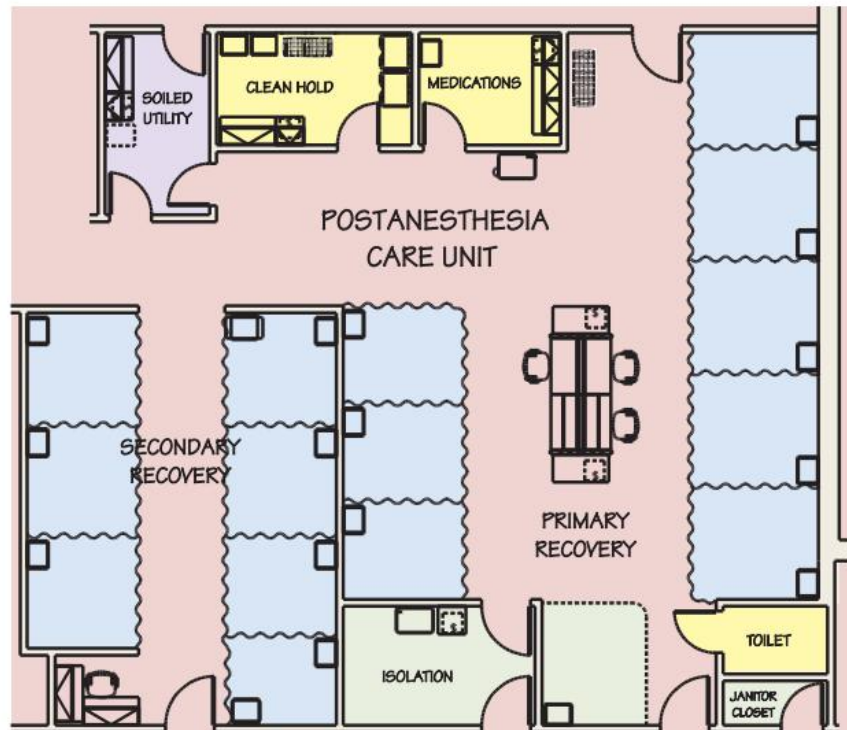 SOILED
UTILITY
CLEAN HOLD
MEDICATIONS
POSTANESTHESIA
CARE UNIT
SECONDARY
RECOVERY
PRIMARY
RECOVERY
ISOLATION
TOILET
JANITOR
CLOSET